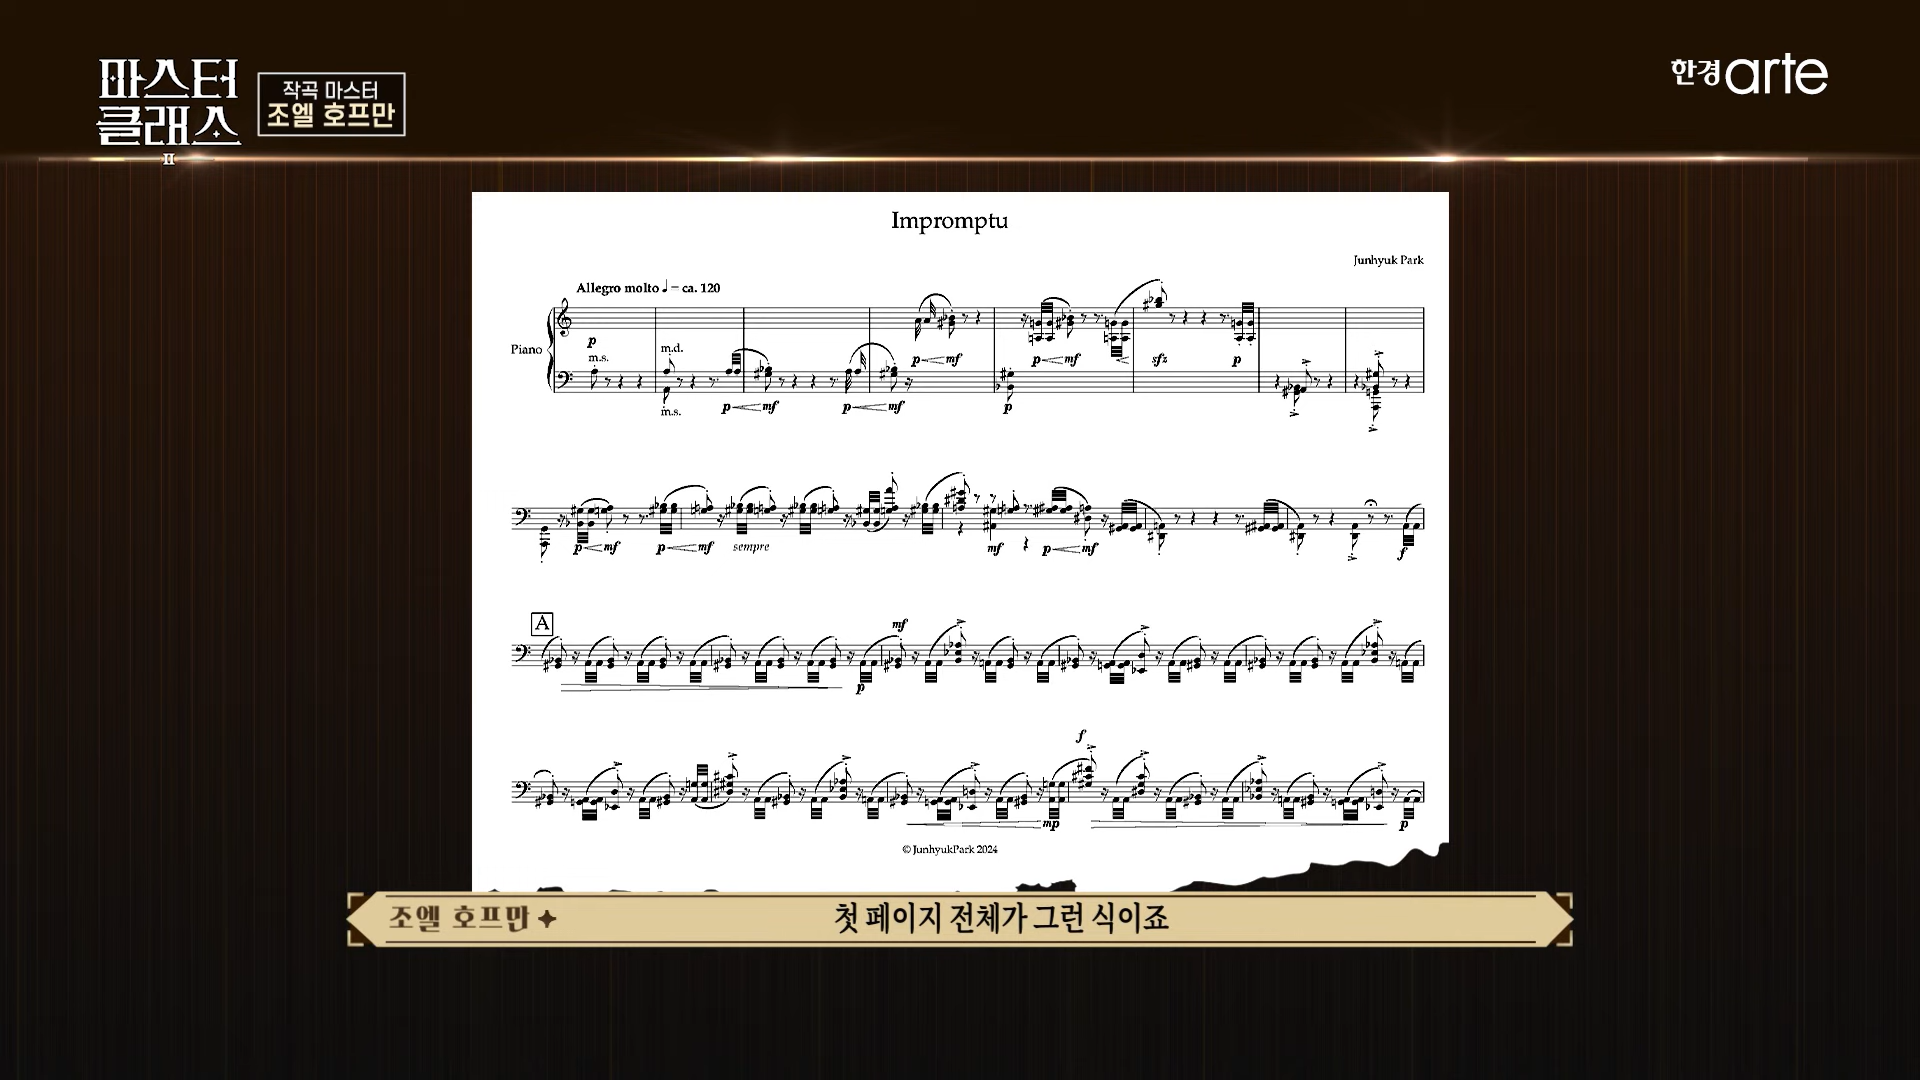 마스터
클래스
II
작곡 마스터
조엘 호프만
한경arte
Impromptu
Junhyuk Park
Allegro molto ♩ = ca. 120
Piano
p
m.s.
m.d.
m.s.
p mf p mf p mf p p mf sfz p
p mf p mf sempre mf p mf f
A
mf
p
f
mp p
© JunhyukPark 2024
조엘 호프만
첫 페이지 전체가 그런 식이죠